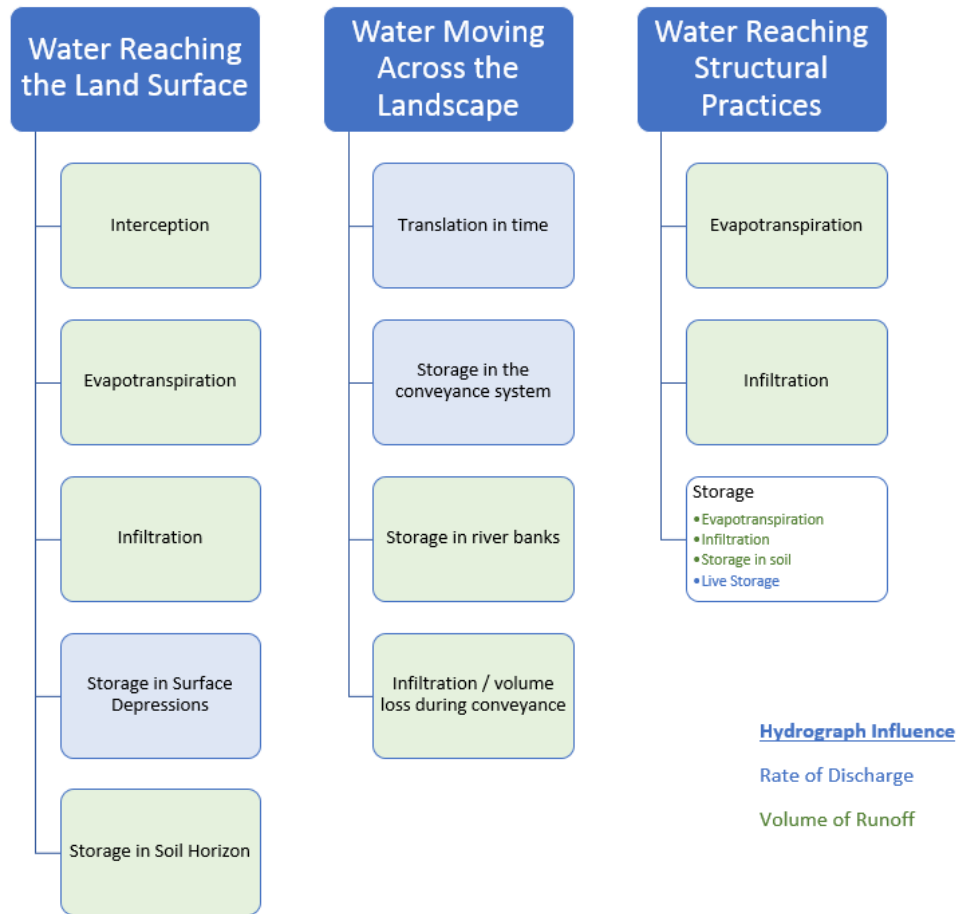 Water Reaching
the Land Surface
Interception
Evapotranspiration
Infiltration
Storage in Surface
Depressions
Storage in Soil Horizon
Water Moving
Across the
Landscape
Translation in time
Storage in the
conveyance system
Storage in river banks
Infiltration / volume
loss during conveyance
Water Reaching
Structural
Practices
Evapotranspiration
Infiltration
Storage
•Evapotranspiration
•Infiltration
•Storage in soil
•Live Storage
Hydrograph Influence
Rate of Discharge
Volume of Runoff